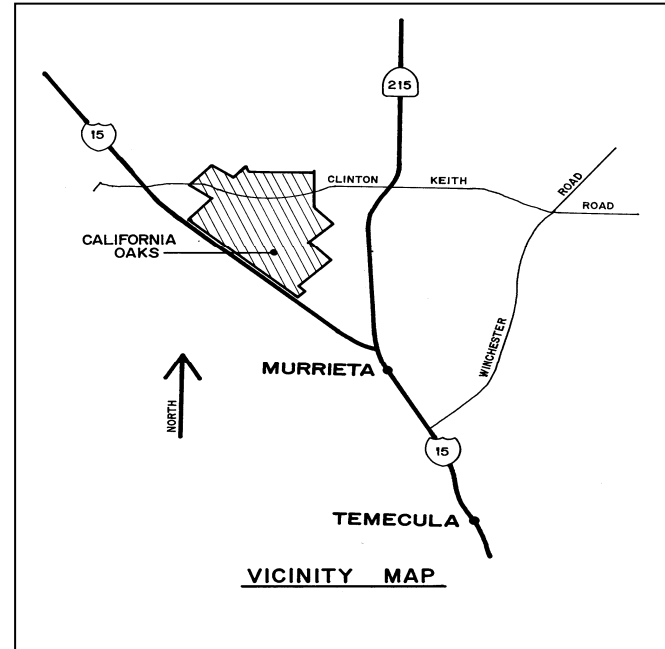 215
15
CLINTON KEITH ROAD
ROAD
CALIFORNIA
OAKS
WINCHESTER
MURRIETA
NORTH
15
TEMECULA
VICINITY MAP